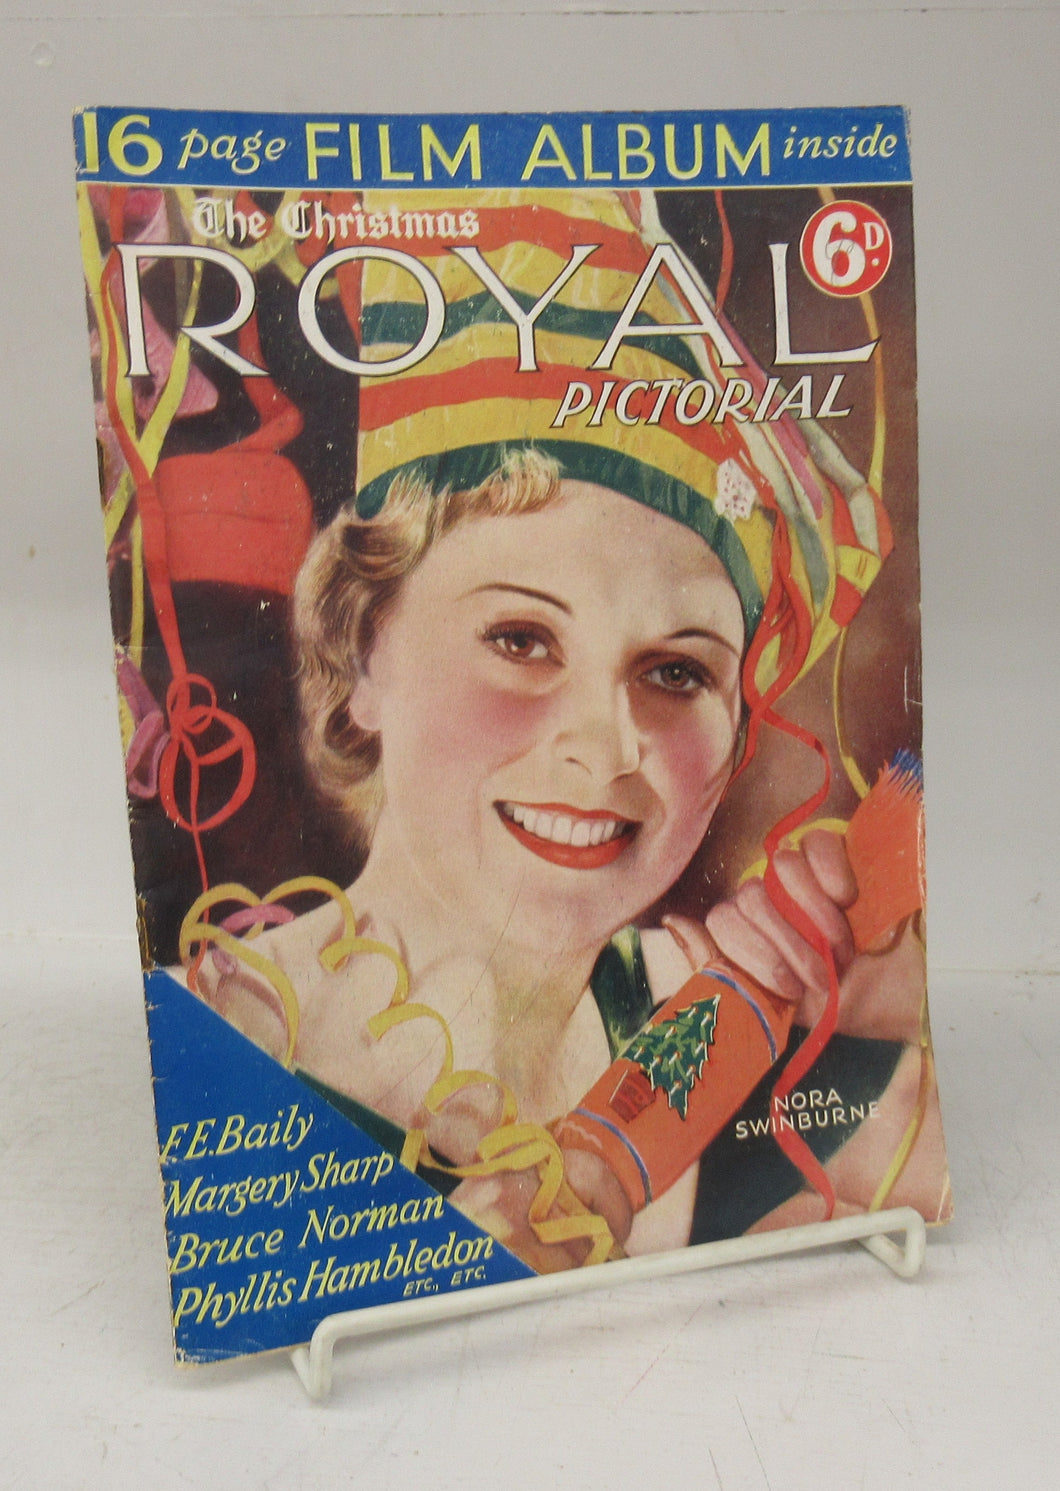 16 page FILM ALBUM inside
The Christmas
ROYAL
PICTORIAL
6D.
NORA
SWINBURNE
F.E.Baily
Margery Sharp
Bruce Norman
Phyllis Hambledon
ETC., ETC.